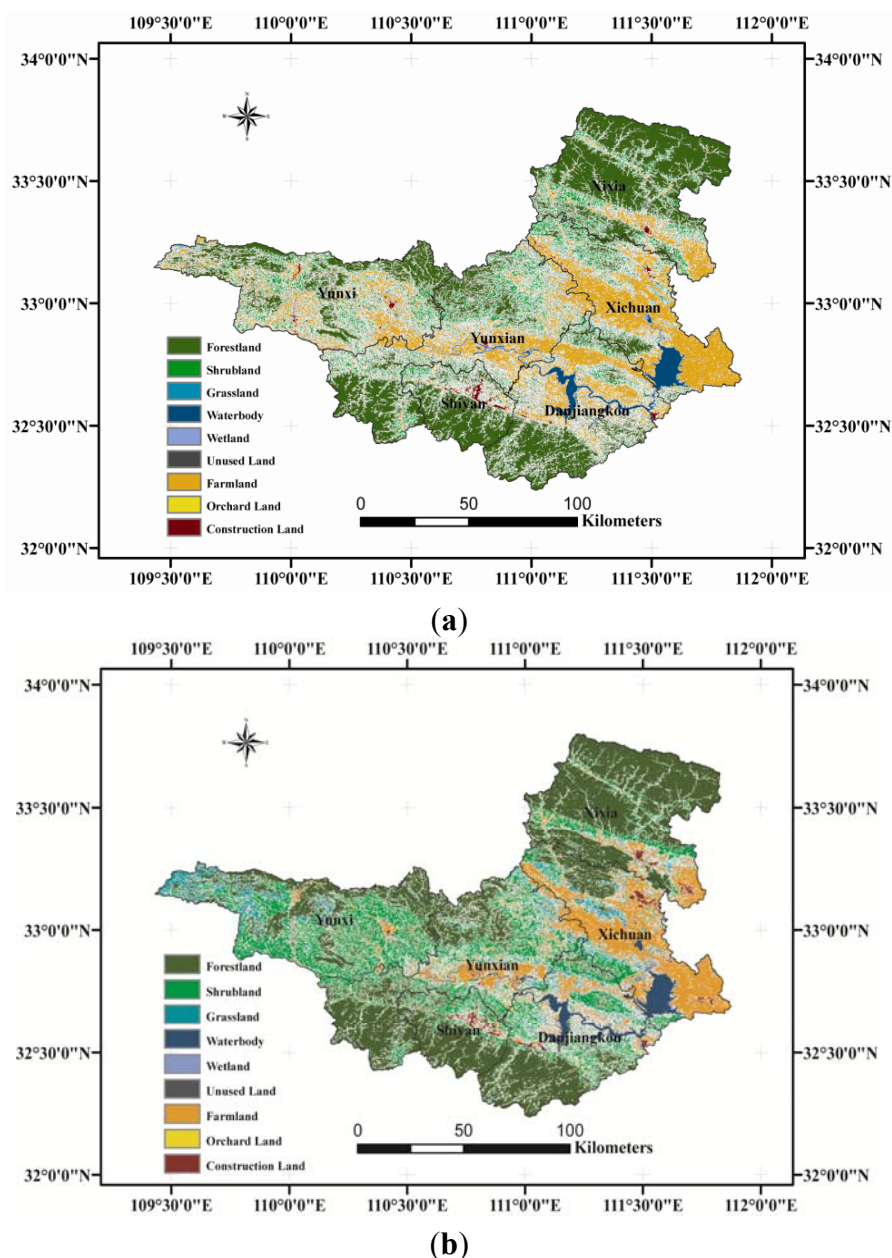 109°30'0"E 110°0'0"E 110°30'0"E 111°0'0"E 111°30'0"E 112°0'0"E
34°0'0"N 34°0'0"N
N
W E
S
33°30'0"N Xixia 33°30'0"N
33°0'0"N Yunxi Xichuan 33°0'0"N
Yunxian
Forestland
Shrubland
Grassland
Waterbody
Wetland
Unused Land
Farmland
Orchard Land
Construction Land
Shiyan Danjiangkou
32°30'0"N 32°30'0"N
0 50 100
Kilometers
32°0'0"N 32°0'0"N
109°30'0"E 110°0'0"E 110°30'0"E 111°0'0"E 111°30'0"E 112°0'0"E
(a)
109°30'0"E 110°0'0"E 110°30'0"E 111°0'0"E 111°30'0"E 112°0'0"E
34°0'0"N 34°0'0"N
N
W E
S
33°30'0"N Xixia 33°30'0"N
33°0'0"N Yunxi Xichuan 33°0'0"N
Yunxian
Forestland
Shrubland
Grassland
Waterbody
Wetland
Unused Land
Farmland
Orchard Land
Construction Land
Shiyan Danjiangkou
32°30'0"N 32°30'0"N
0 50 100
Kilometers
32°0'0"N 32°0'0"N
109°30'0"E 110°0'0"E 110°30'0"E 111°0'0"E 111°30'0"E 112°0'0"E
(b)